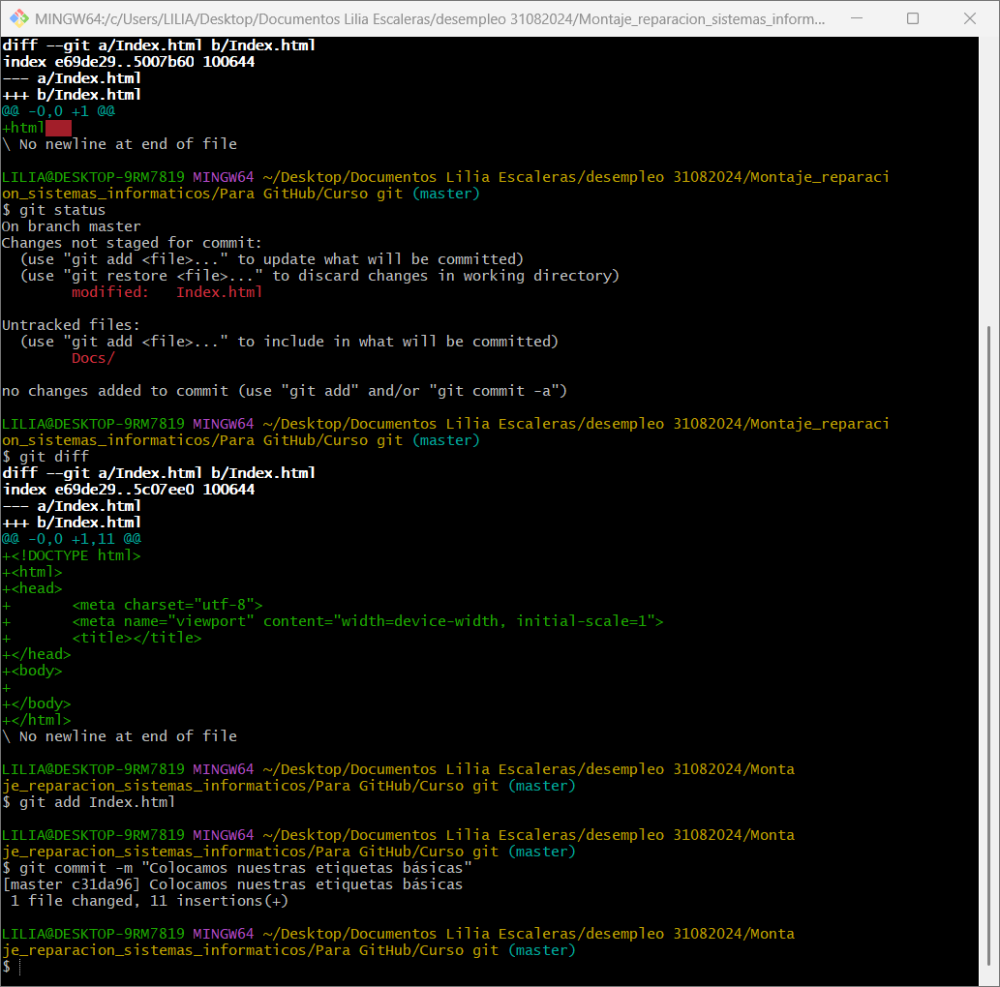 MINGW64:/c/Users/LILIA/Desktop/Documentos Lilia Escaleras/desempleo 31082024/Montaje_reparacion_sistemas_inform...
diff --git a/Index.html b/Index.html
index e69de29..5007b60 100644
--- a/Index.html
+++ b/Index.html
@@ -0,0 +1 @@
+html
\ No newline at end of file
LILIA@DESKTOP-9RM7819 MINGW64 ~/Desktop/Documentos Lilia Escaleras/desempleo 31082024/Montaje_reparaci
on_sistemas_informaticos/Para GitHub/Curso git (master)
$ git status
On branch master
Changes not staged for commit:
  (use "git add <file>..." to update what will be committed)
  (use "git restore <file>..." to discard changes in working directory)
        modified:   Index.html

Untracked files:
  (use "git add <file>..." to include in what will be committed)
        Docs/

no changes added to commit (use "git add" and/or "git commit -a")

LILIA@DESKTOP-9RM7819 MINGW64 ~/Desktop/Documentos Lilia Escaleras/desempleo 31082024/Montaje_reparaci
on_sistemas_informaticos/Para GitHub/Curso git (master)
$ git diff
diff --git a/Index.html b/Index.html
index e69de29..5c07ee0 100644
--- a/Index.html
+++ b/Index.html
@@ -0,0 +1,11 @@
+<!DOCTYPE html>
+<html>
+<head>
+       <meta charset="utf-8">
+       <meta name="viewport" content="width=device-width, initial-scale=1">
+       <title></title>
+</head>
+<body>
+
+</body>
+</html>
\ No newline at end of file

LILIA@DESKTOP-9RM7819 MINGW64 ~/Desktop/Documentos Lilia Escaleras/desempleo 31082024/Monta
je_reparacion_sistemas_informaticos/Para GitHub/Curso git (master)
$ git add Index.html

LILIA@DESKTOP-9RM7819 MINGW64 ~/Desktop/Documentos Lilia Escaleras/desempleo 31082024/Monta
je_reparacion_sistemas_informaticos/Para GitHub/Curso git (master)
$ git commit -m "Colocamos nuestras etiquetas básicas"
[master c31da96] Colocamos nuestras etiquetas básicas
 1 file changed, 11 insertions(+)

LILIA@DESKTOP-9RM7819 MINGW64 ~/Desktop/Documentos Lilia Escaleras/desempleo 31082024/Monta
je_reparacion_sistemas_informaticos/Para GitHub/Curso git (master)
$